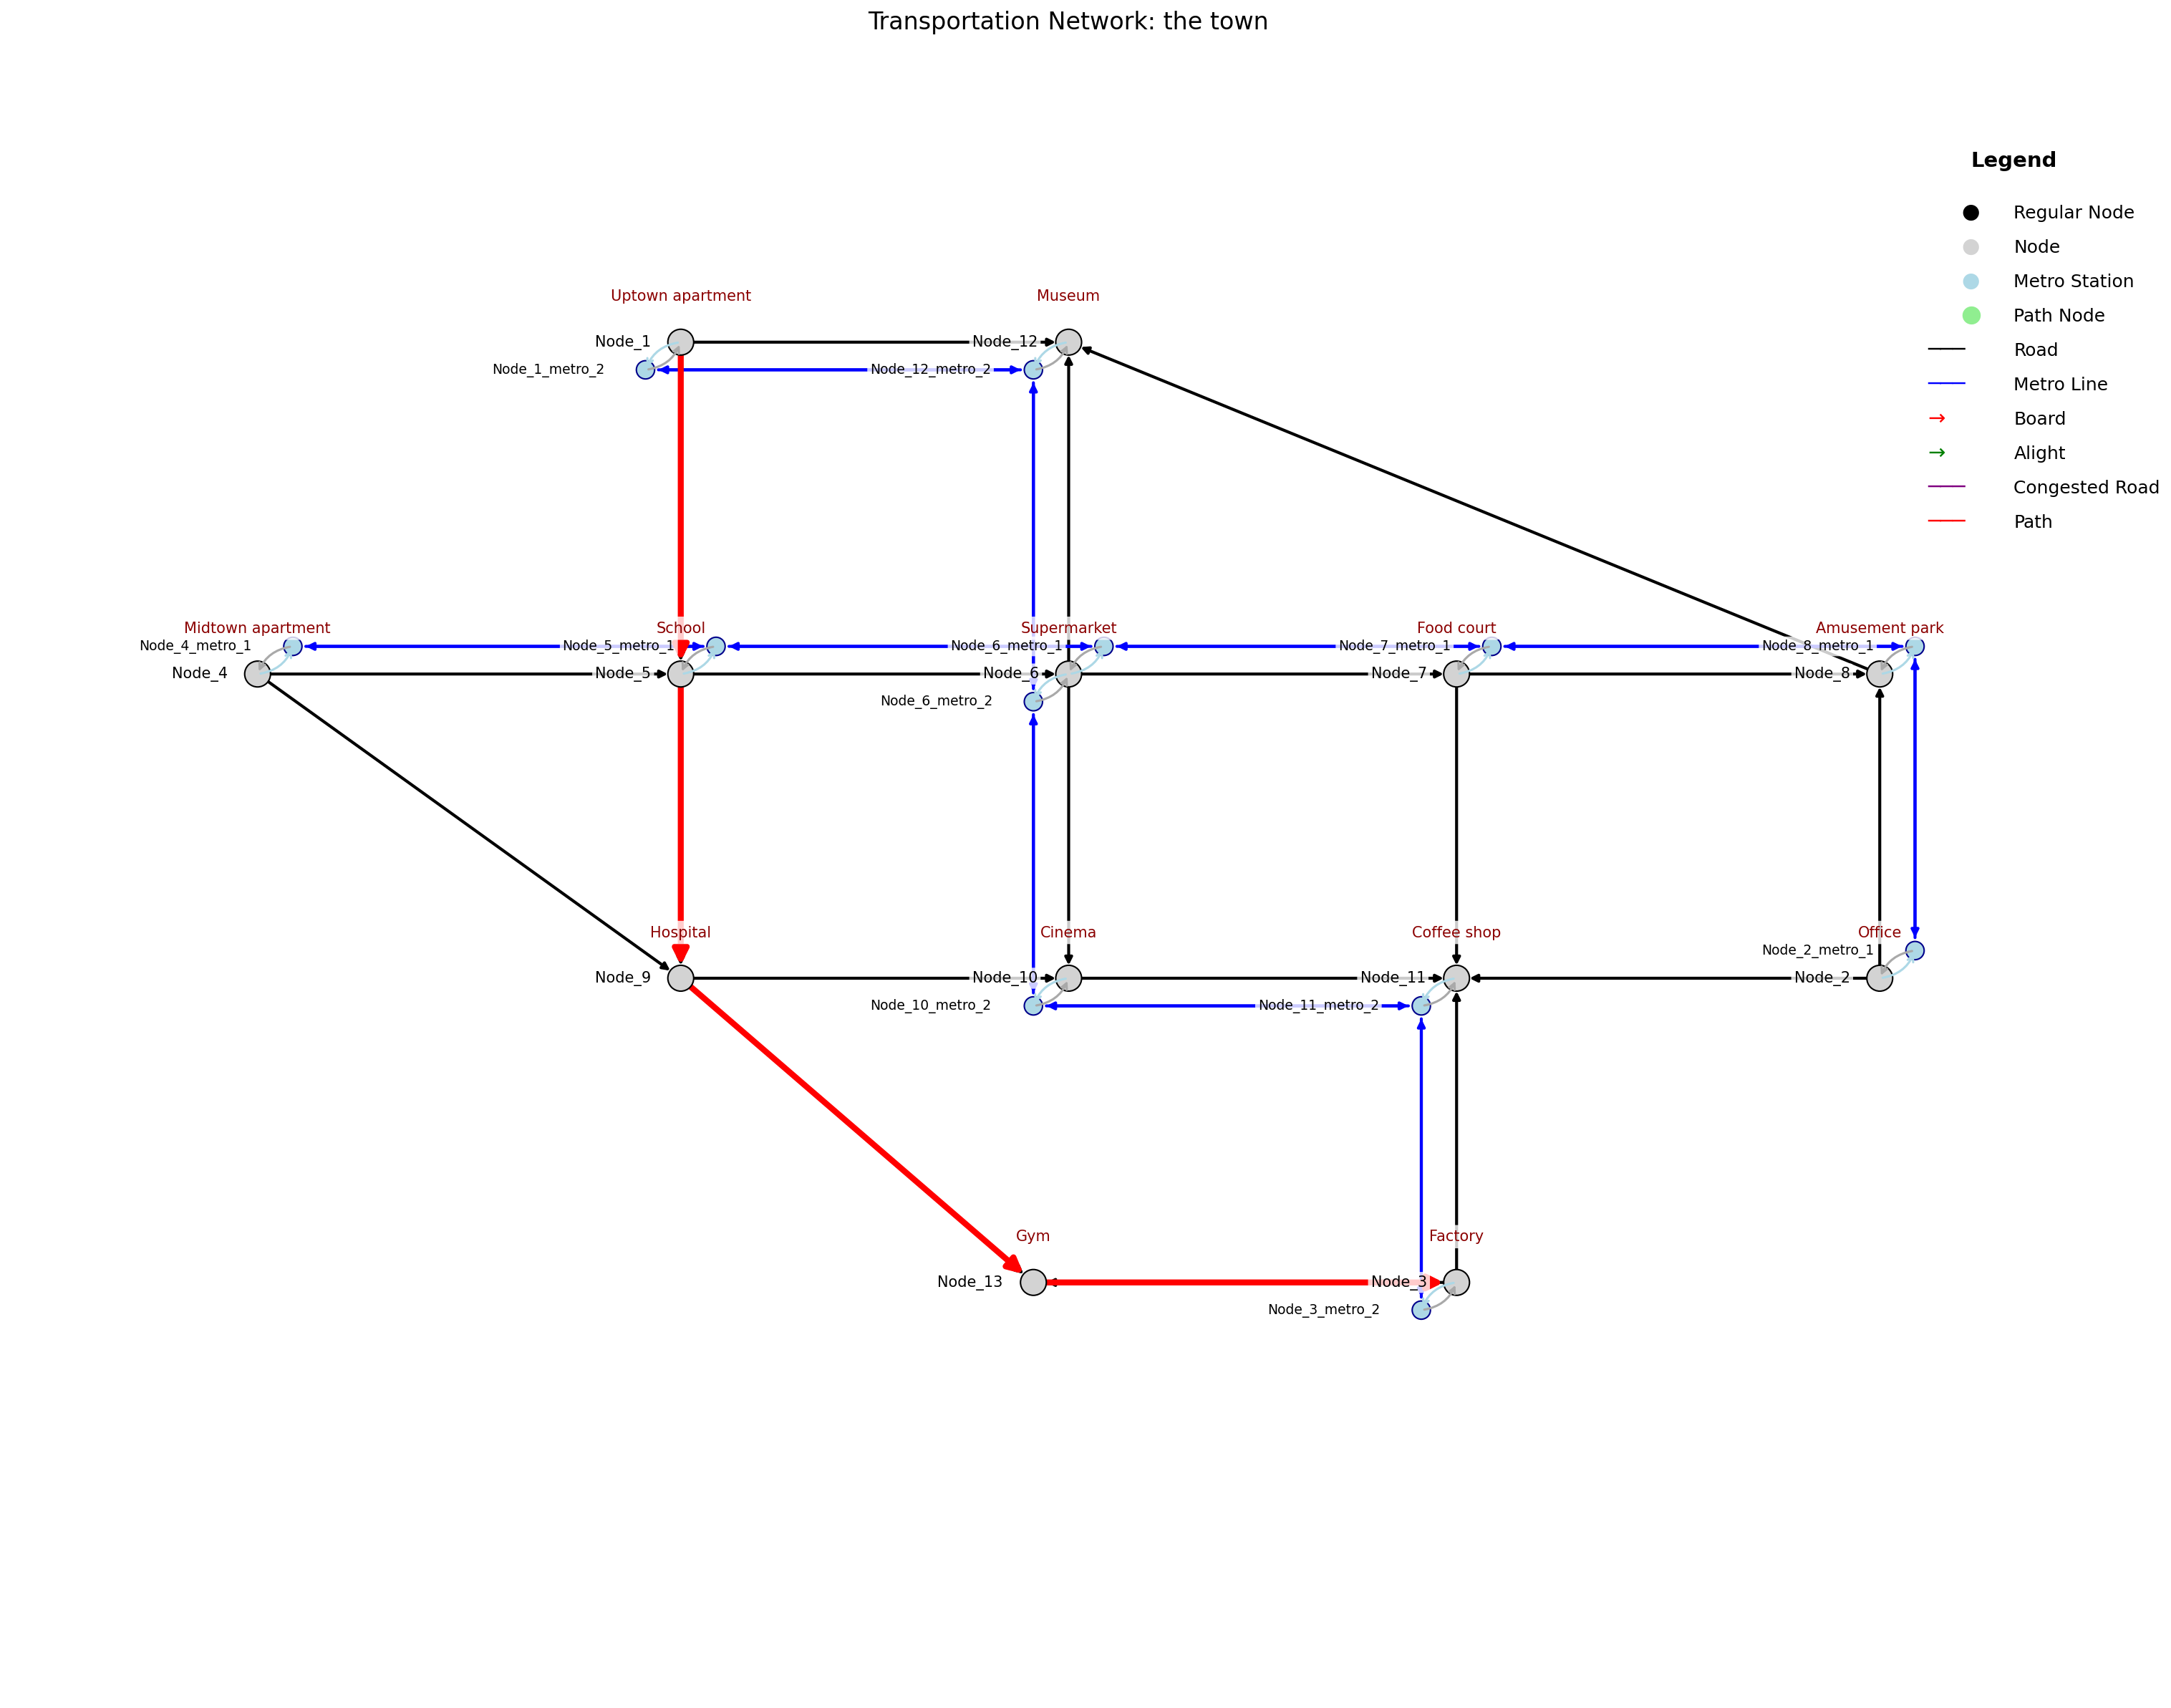 Transportation Network: the town
Legend
Regular Node
Node
Metro Station
Path Node
Road
Metro Line
Board
Alight
Congested Road
Path
Uptown apartment
Museum
Node_1
Node_12
Node_1_metro_2
Node_12_metro_2
Midtown apartment
School
Supermarket
Food court
Amusement park
Node_4_metro_1
Node_5_metro_1
Node_6_metro_1
Node_7_metro_1
Node_8_metro_1
Node_4
Node_5
Node_6
Node_7
Node_8
Node_6_metro_2
Hospital
Cinema
Coffee shop
Office
Node_2_metro_1
Node_9
Node_10
Node_11
Node_2
Node_10_metro_2
Node_11_metro_2
Gym
Factory
Node_13
Node_3
Node_3_metro_2